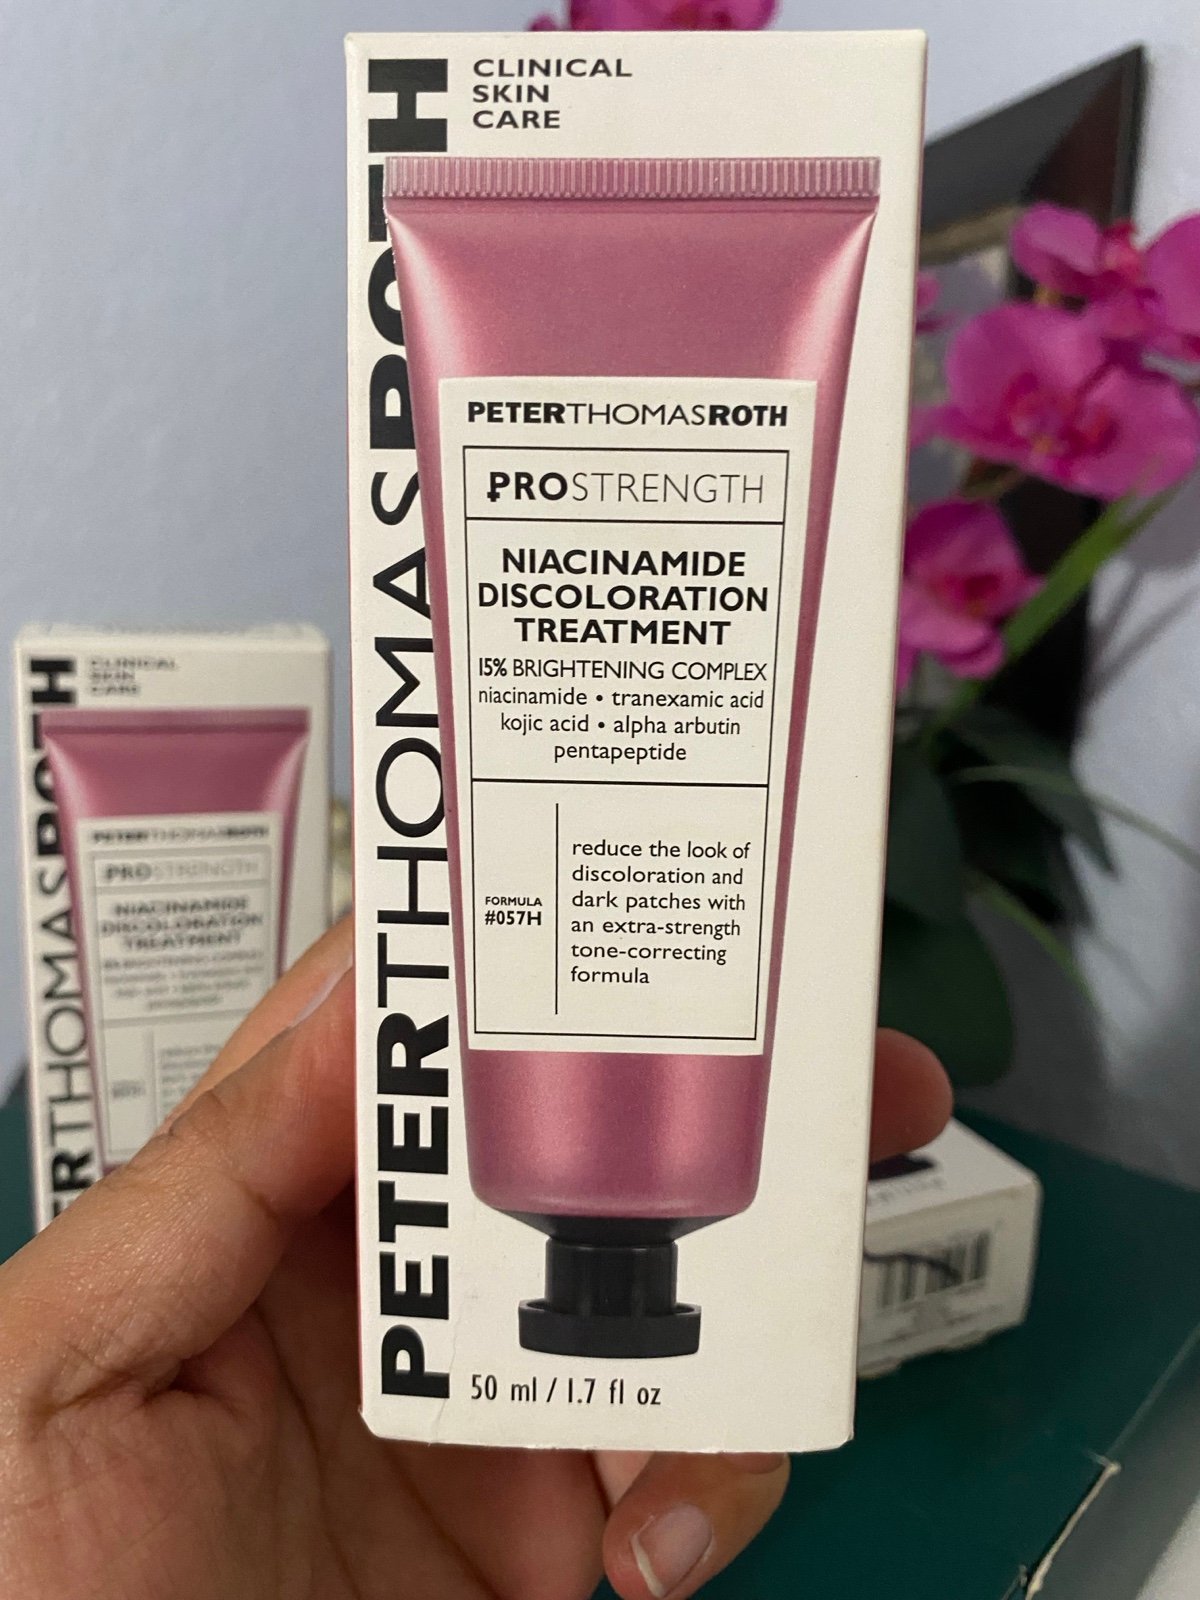 CLINICAL
SKIN
CARE
PETERTHOMASROTH
PETERTHOMASROTH
PROSTRENGTH
NIACINAMIDE
DISCOLORATION
TREATMENT
15% BRIGHTENING COMPLEX
niacinamide • tranexamic acid
kojic acid • alpha arbutin
pentapeptide
FORMULA
#057H
reduce the look of
discoloration and
dark patches with
an extra-strength
tone-correcting
formula
50 ml / 1.7 fl oz
CLINICAL
SKIN
CARE
ERTHOMASROTH
PETERTHOMASROTH
PROSTRENGTH
NIACINAMIDE
DISCOLORATION
TREATMENT